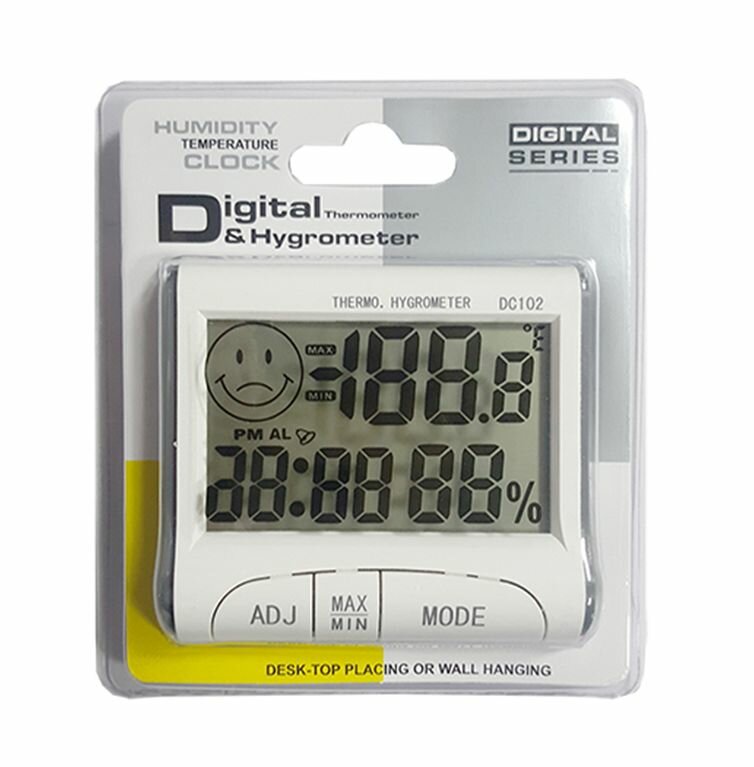 HUMIDITY
TEMPERATURE
CLOCK
DIGITAL
SERIES
Digital Thermometer
& Hygrometer
THERMO. HYGROMETER DC102
MAX
-188.8
MIN
PM AL
38:88 88%
ADJ
MAX
MIN
MODE
DESK-TOP PLACING OR WALL HANGING